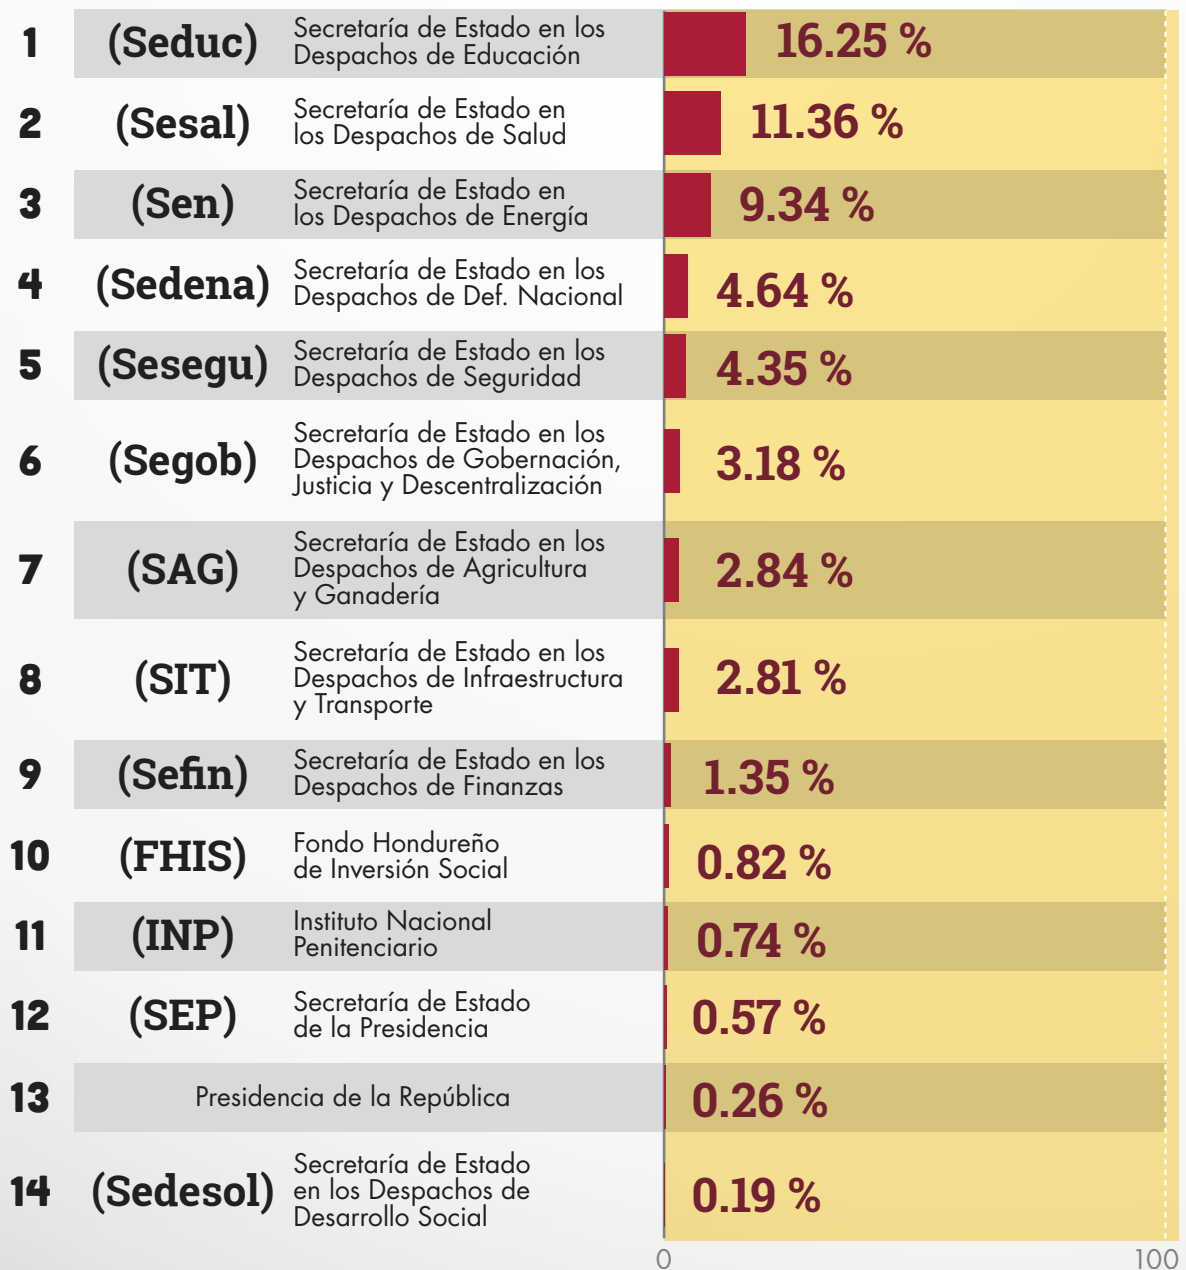 1 (Seduc) Secretaría de Estado en los
Despachos de Educación 16.25 %
2 (Sesal) Secretaría de Estado en
los Despachos de Salud 11.36 %
3 (Sen) Secretaría de Estado en
los Despachos de Energía 9.34 %
4 (Sedena) Secretaría de Estado en los
Despachos de Def. Nacional 4.64 %
5 (Sesegu) Secretaría de Estado en los
Despachos de Seguridad 4.35 %
6 (Segob) Secretaría de Estado en los
Despachos de Gobernación,
Justicia y Descentralización 3.18 %
7 (SAG) Secretaría de Estado en los
Despachos de Agricultura
y Ganadería 2.84 %
8 (SIT) Secretaría de Estado en los
Despachos de Infraestructura
y Transporte 2.81 %
9 (Sefin) Secretaría de Estado en los
Despachos de Finanzas 1.35 %
10 (FHIS) Fondo Hondureño
de Inversión Social 0.82 %
11 (INP) Instituto Nacional
Penitenciario 0.74 %
12 (SEP) Secretaría de Estado
de la Presidencia 0.57 %
13 Presidencia de la República 0.26 %
14 (Sedesol) Secretaría de Estado
en los Despachos de
Desarrollo Social 0.19 %
0 100